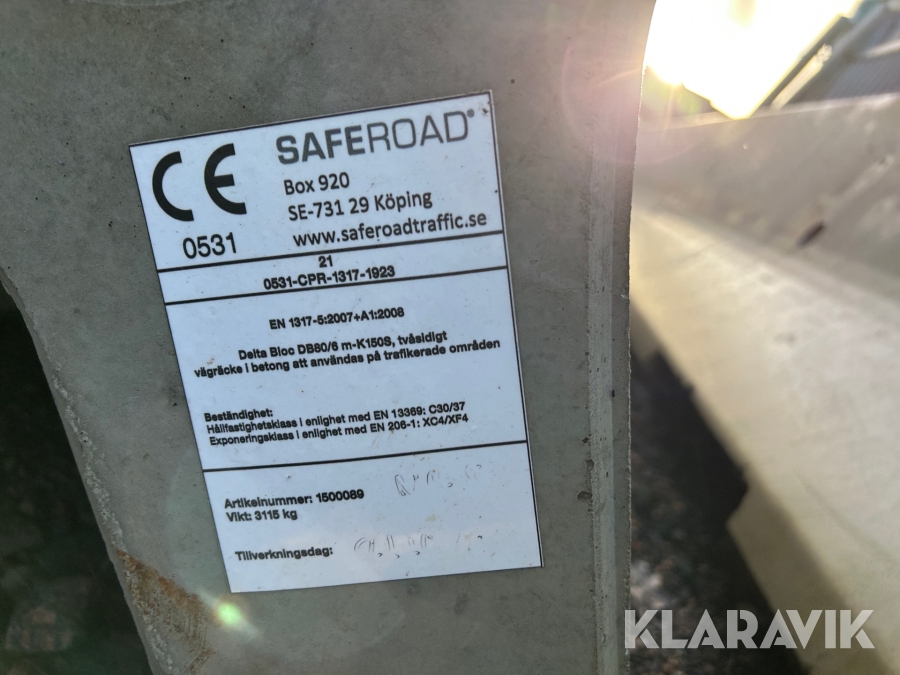 CE
SAFEROAD®
Box 920
SE-731 29 Köping
0531
www.saferoadtraffic.se
21
0531-CPR-1317-1923
EN 1317-5:2007+A1:2008
Delta Bloc DB80/6 m-K150S, tvåsidigt
vägräcke i betong att användas på trafikerade områden
Beständighet:
Hållfastighetsklass i enlighet med EN 13369: C30/37
Exponeringsklass i enlighet med EN 206-1: XC4/XF4
Artikelnummer: 1500089
Vikt: 3115 kg
Tillverkningsdag:
KLARAVIK